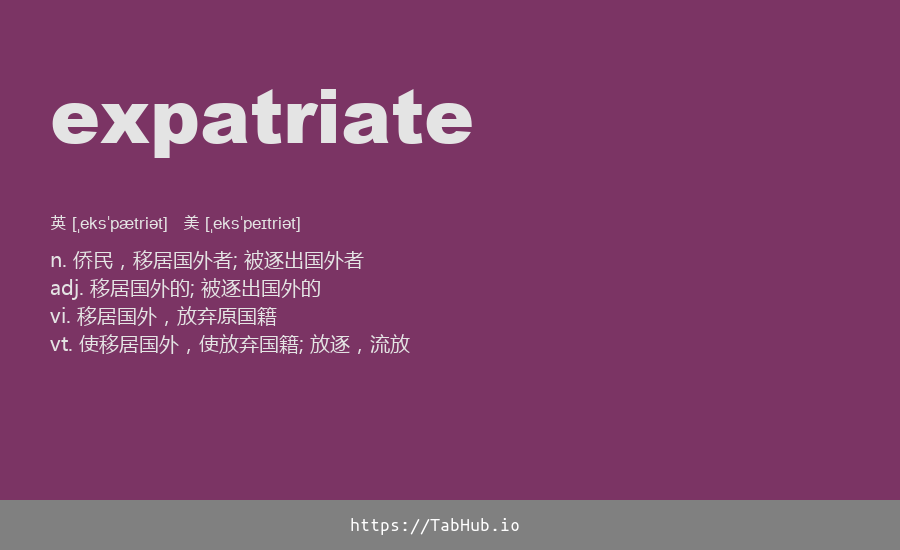 expatriate
英 [ˌeksˈpætriət] 美 [ˌeksˈpeɪtriət]
n. 侨民，移居国外者; 被逐出国外者
adj. 移居国外的; 被逐出国外的
vi. 移居国外，放弃原国籍
vt. 使移居国外，使放弃国籍; 放逐，流放
https://TabHub.io